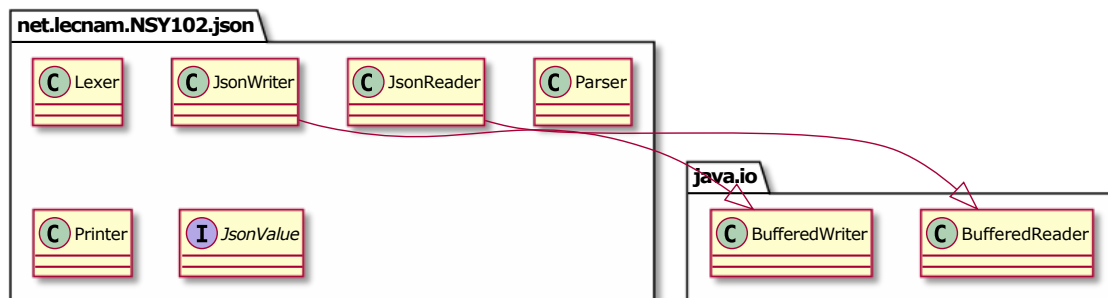 net.lecnam.NSY102.json
C Lexer
C JsonWriter
C JsonReader
C Parser
java.io
C Printer
I JsonValue
C BufferedWriter
C BufferedReader